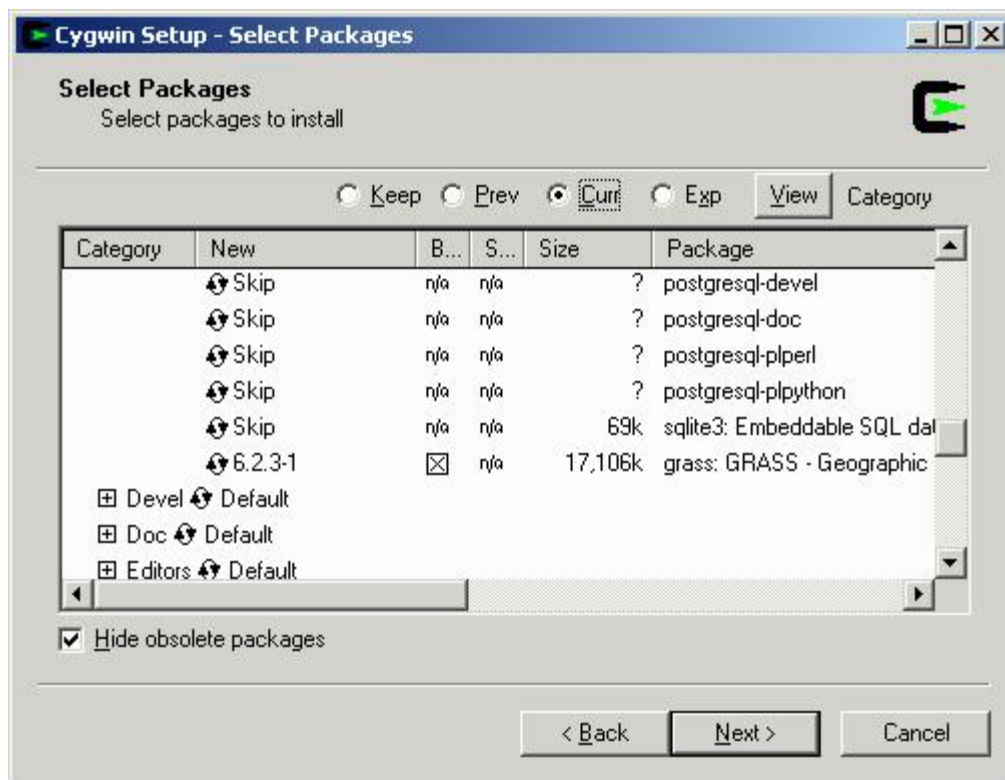 Cygwin Setup - Select Packages
Select Packages
Select packages to install
Keep Prev Curr Exp View Category
Category New B... S... Size Package
Skip n/a n/a ? postgresql-devel
Skip n/a n/a ? postgresql-doc
Skip n/a n/a ? postgresql-plperl
Skip n/a n/a ? postgresql-plpython
Skip n/a n/a 69k sqlite3: Embeddable SQL dat
6.2.3-1 n/a 17,106k grass: GRASS - Geographic
Devel Default
Doc Default
Editors Default
Hide obsolete packages
< Back Next > Cancel